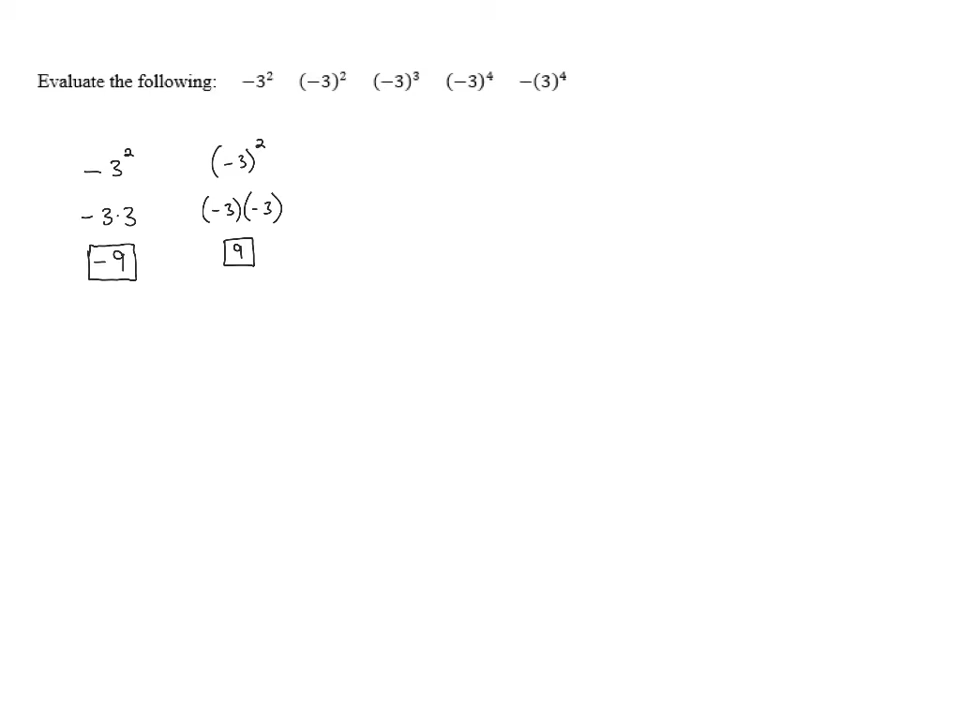 Evaluate the following: −3² (−3)² (−3)³ (−3)⁴ −(3)⁴
−3² (−3)²
−3·3 (−3)(−3)
−9 9